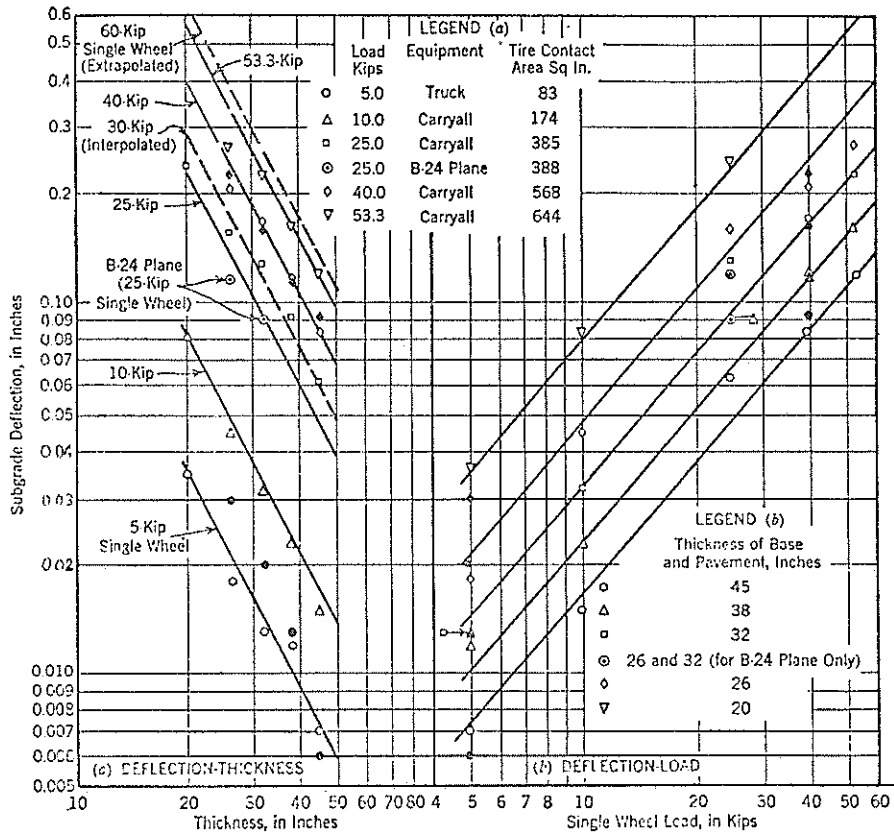 Subgrade Deflection, in Inches
0.6
0.5
0.4
0.3
0.2
0.10
0.09
0.08
0.07
0.06
0.05
0.04
0.03
0.02
0.010
0.009
0.008
0.007
0.006
0.005
60-Kip
Single Wheel
(Extrapolated)
53.3-Kip
40-Kip
30-Kip
(Interpolated)
25-Kip
B-24 Plane
(25-Kip
Single Wheel)
10-Kip
5-Kip
Single Wheel
LEGEND (a)
Load Kips Equipment Tire Contact Area Sq In.
5.0 Truck 83
10.0 Carryall 174
25.0 Carryall 385
25.0 B-24 Plane 388
40.0 Carryall 568
53.3 Carryall 644
LEGEND (b)
Thickness of Base
and Pavement, Inches
45
38
32
26 and 32 (for B-24 Plane Only)
26
20
(a) DEFLECTION-THICKNESS
(b) DEFLECTION-LOAD
10 20 30 40 50 60 70 80 4 5 6 7 8 10 20 30 40 50 60
Thickness, in Inches
Single Wheel Load, in Kips